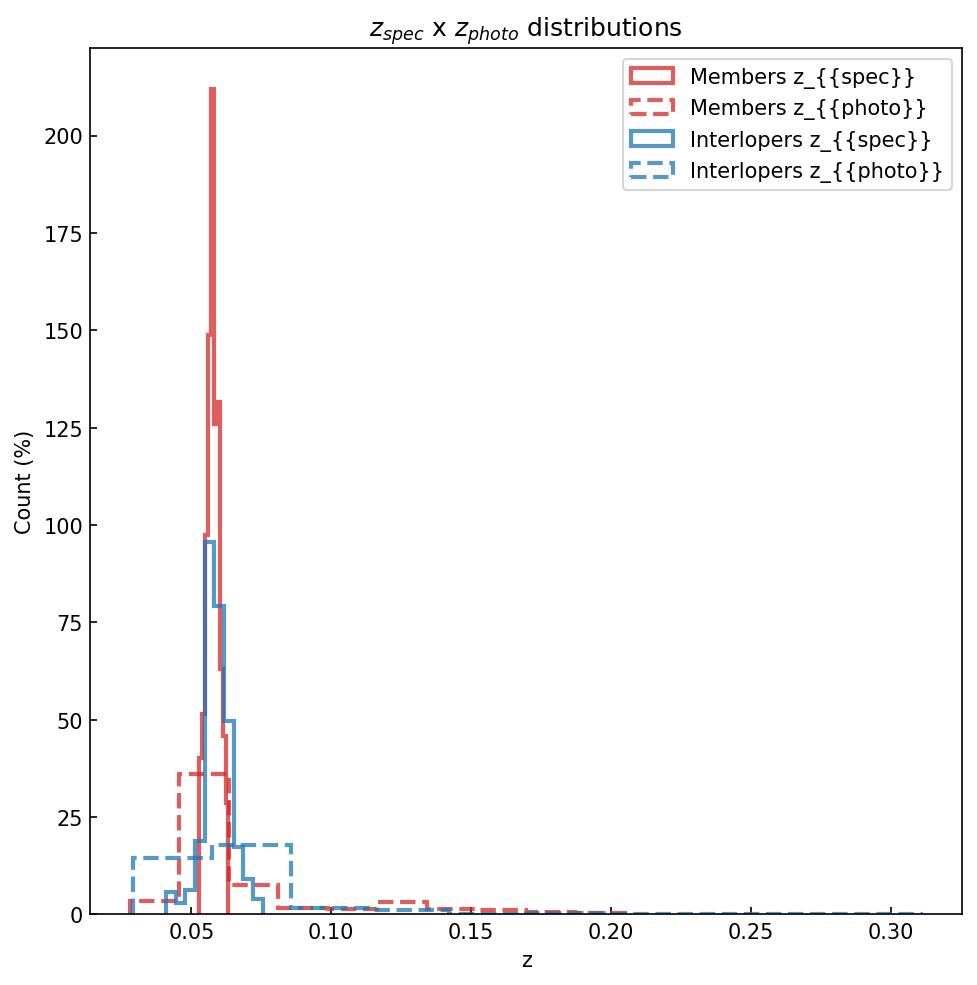 z_spec x z_photo distributions
Members z_{{spec}}
Members z_{{photo}}
Interlopers z_{{spec}}
Interlopers z_{{photo}}
Count (%)
200
175
150
125
100
75
50
25
0
0.05 0.10 0.15 0.20 0.25 0.30
z